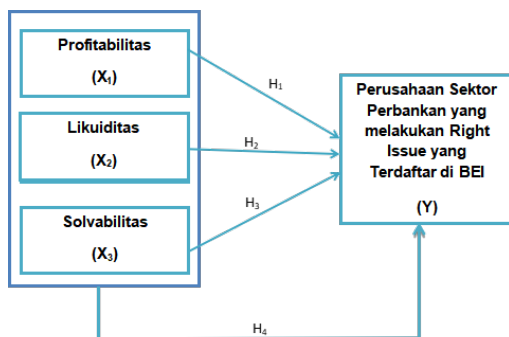 Profitabilitas
(X₁)
H₁
Likuiditas
(X₂)
H₂
Solvabilitas
(X₃)
H₃
Perusahaan Sektor
Perbankan yang
melakukan Right
Issue yang
Terdaftar di BEI
(Y)
H₄